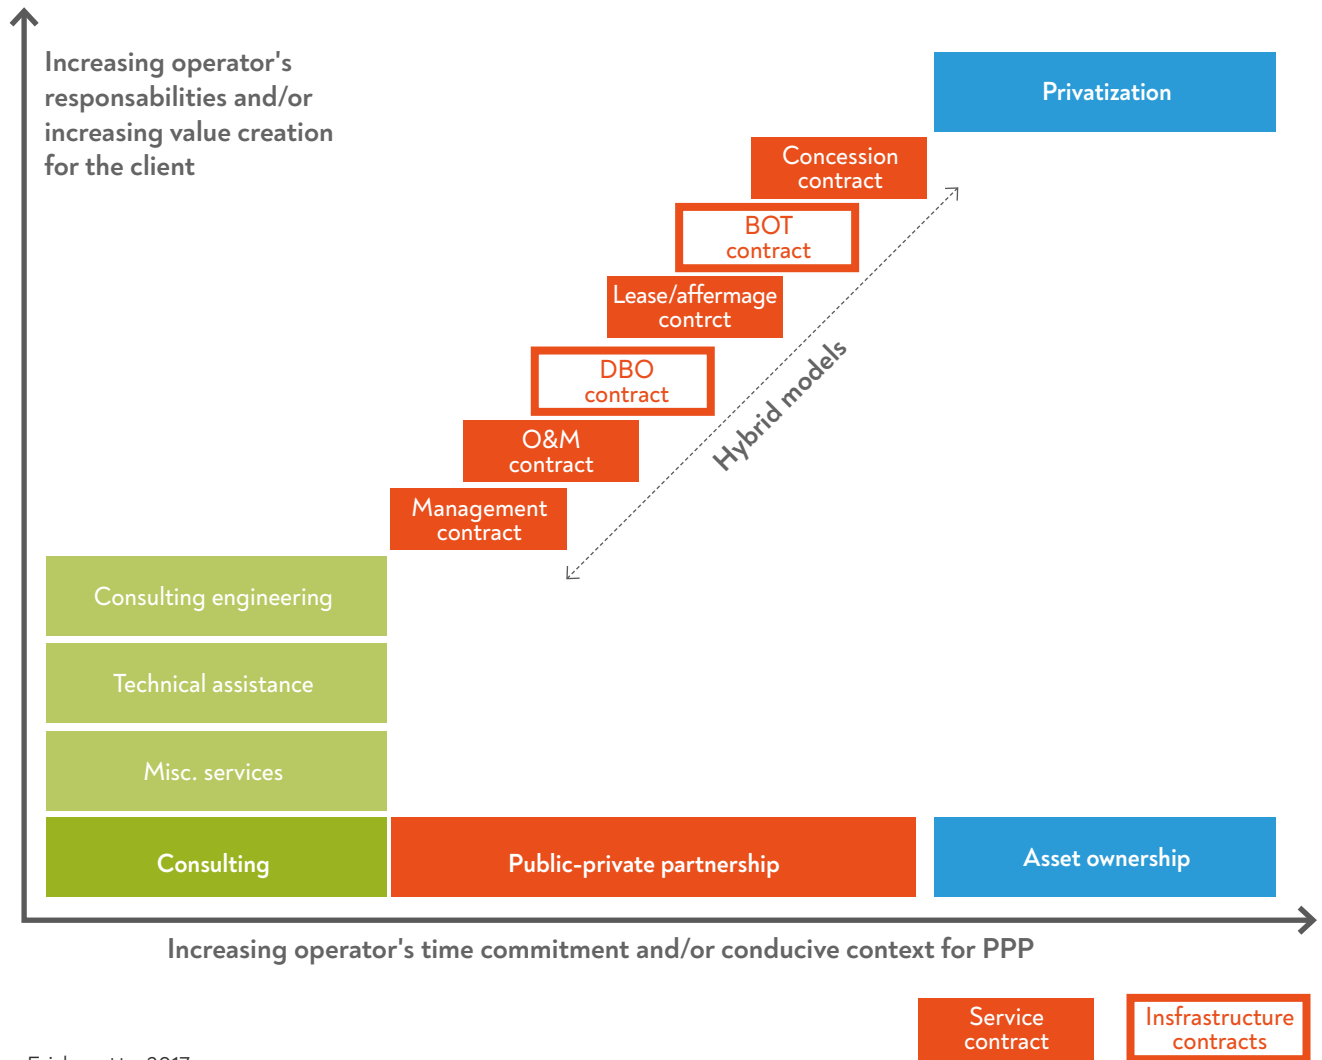 Increasing operator's
responsabilities and/or
increasing value creation
for the client
Privatization
Concession
contract
BOT
contract
Lease/affermage
contrct
DBO
contract
Hybrid models
O&M
contract
Management
contract
Consulting engineering
Technical assistance
Misc. services
Consulting
Public-private partnership
Asset ownership
Increasing operator's time commitment and/or conducive context for PPP
Service
contract
Insfrastructure
contracts
2017